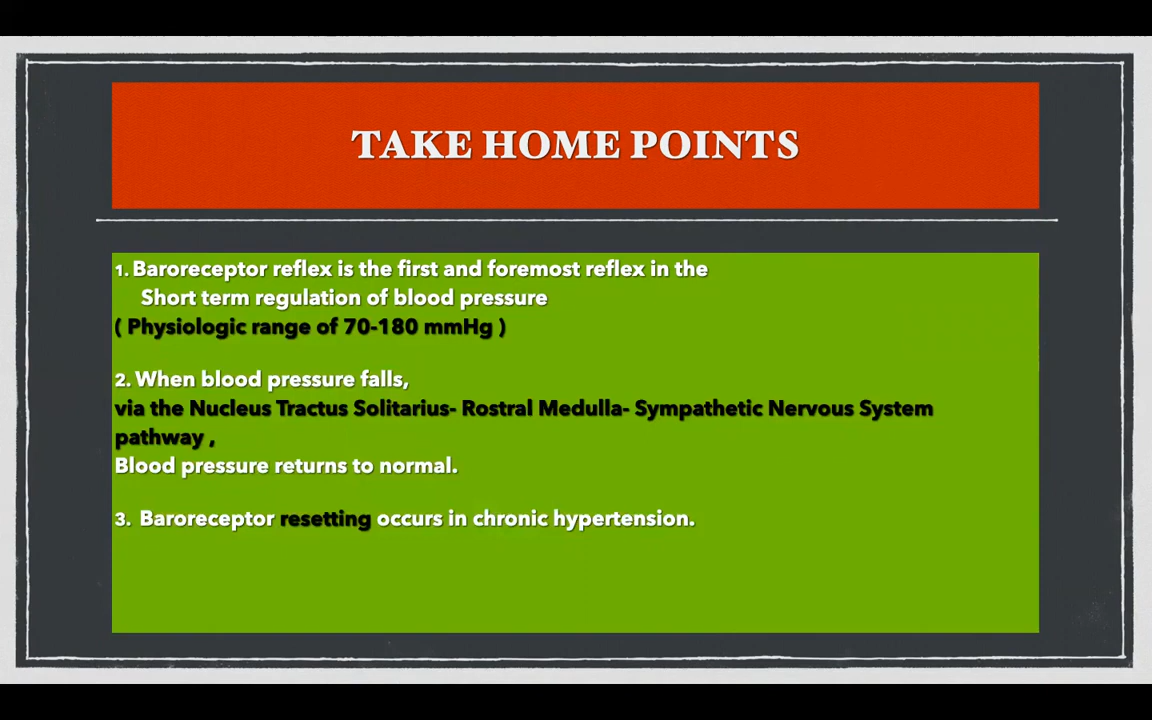 TAKE HOME POINTS
1. Baroreceptor reflex is the first and foremost reflex in the
Short term regulation of blood pressure
( Physiologic range of 70-180 mmHg )
2. When blood pressure falls,
via the Nucleus Tractus Solitarius- Rostral Medulla- Sympathetic Nervous System
pathway ,
Blood pressure returns to normal.
3. Baroreceptor resetting occurs in chronic hypertension.